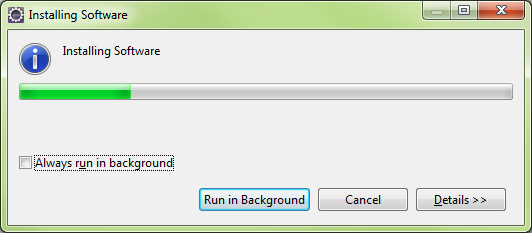 Installing Software
Installing Software
Always run in background
Run in Background
Cancel
Details >>